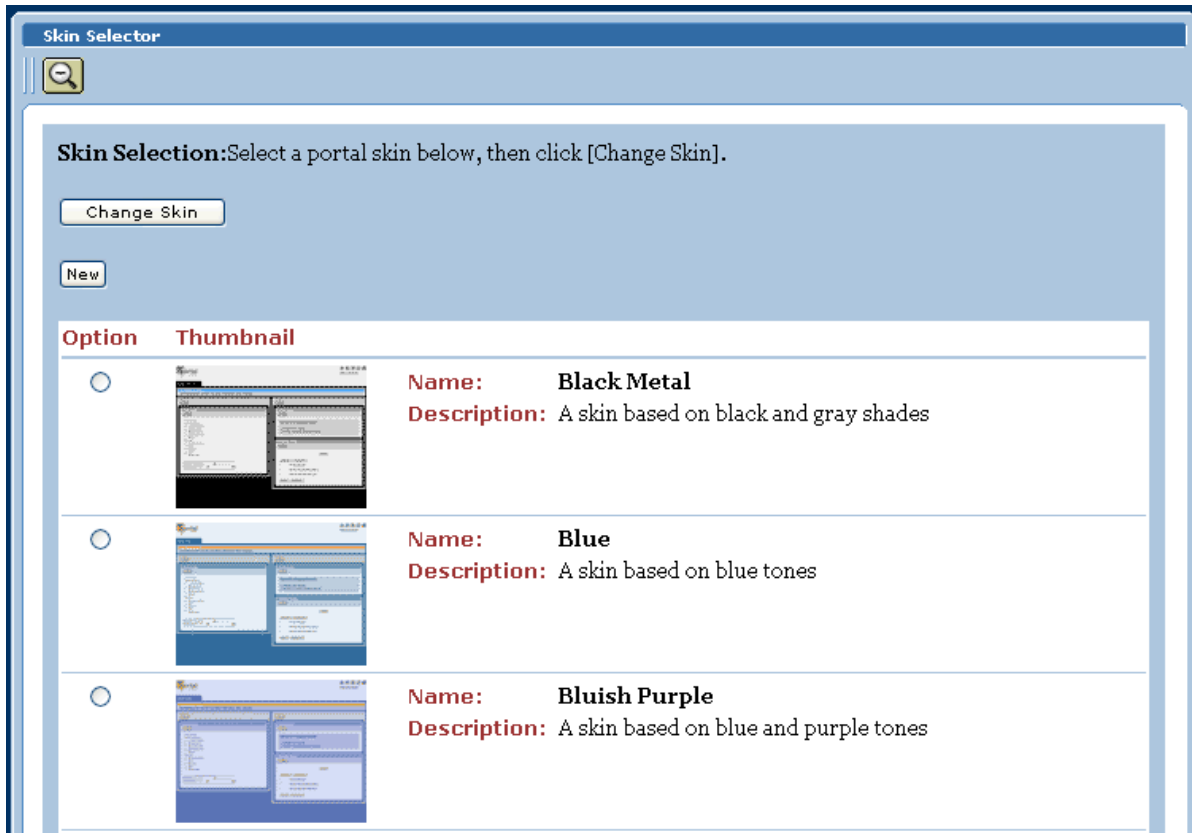 Skin Selector
Skin Selection:Select a portal skin below, then click [Change Skin].
Change Skin
New
Option Thumbnail
Name: Black Metal
Description: A skin based on black and gray shades
Name: Blue
Description: A skin based on blue tones
Name: Bluish Purple
Description: A skin based on blue and purple tones